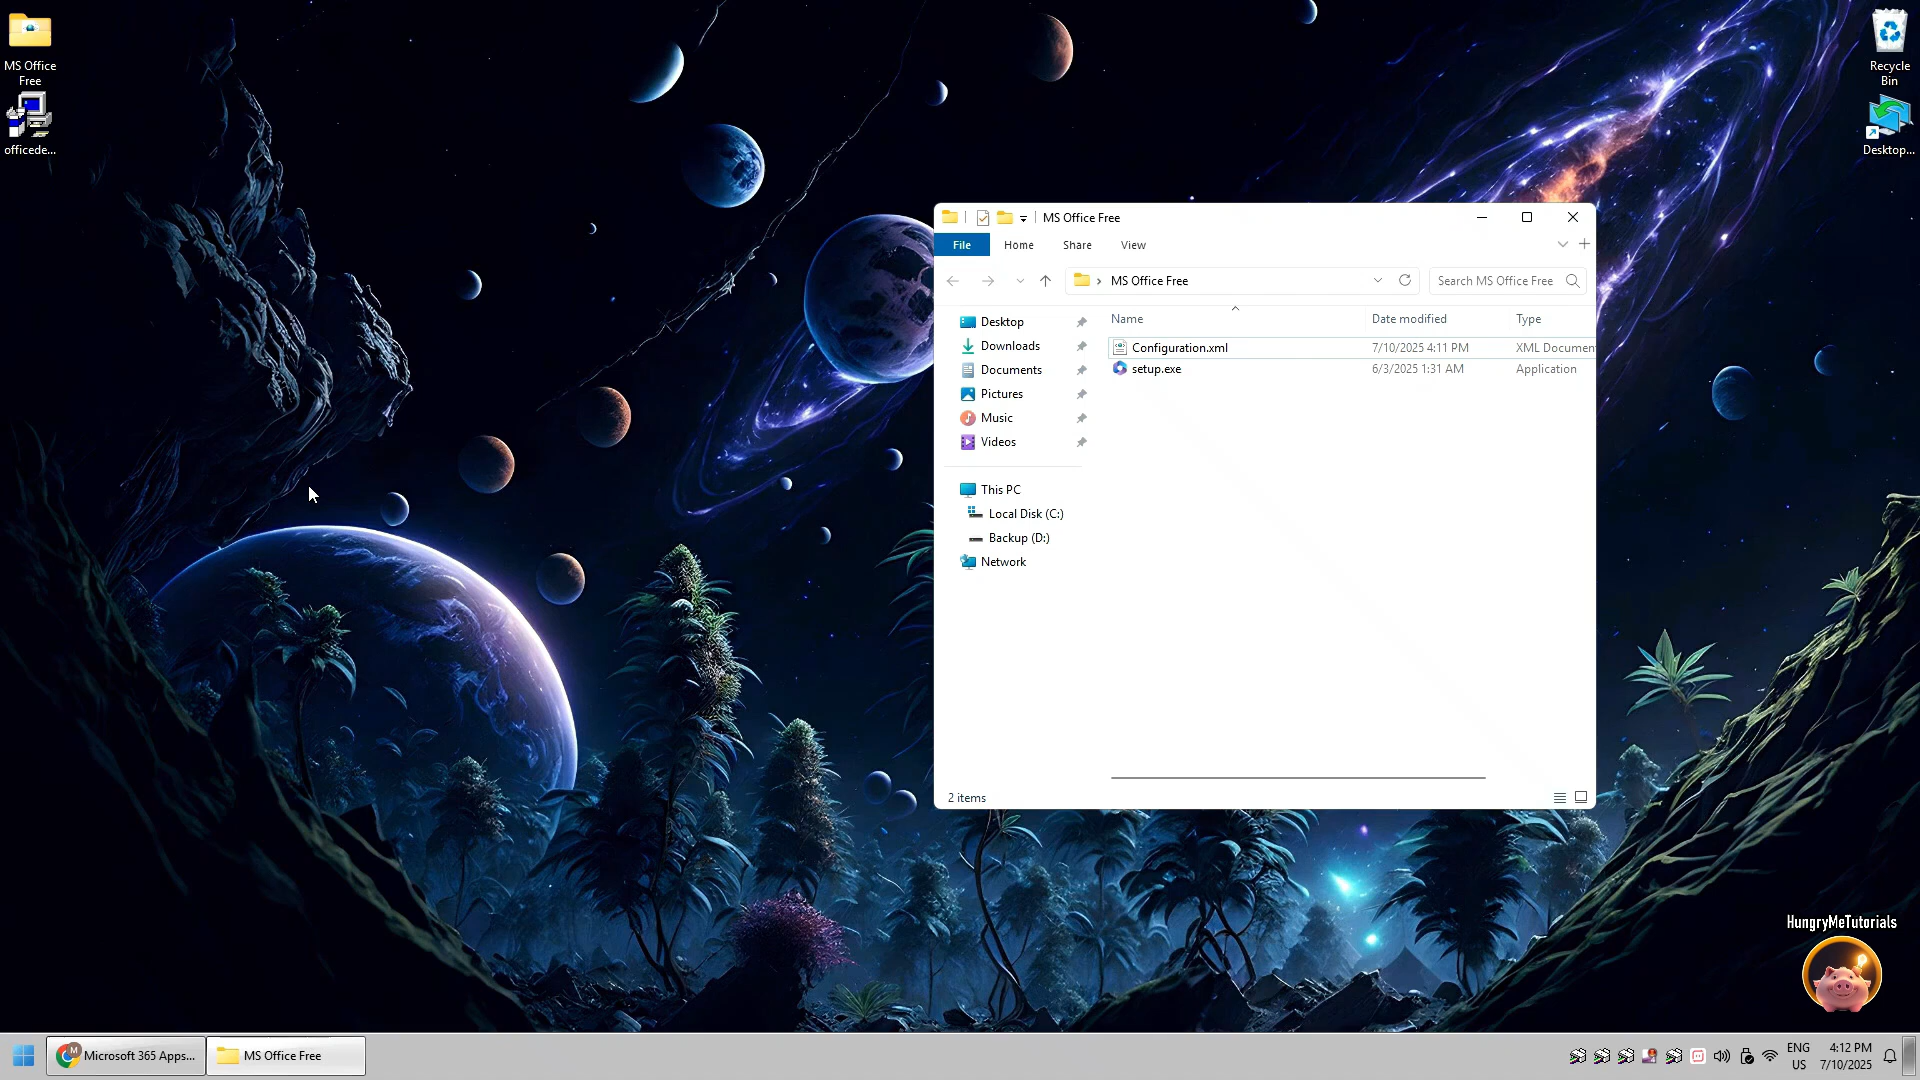 MS Office
Free
officede...
Recycle
Bin
Desktop...
MS Office Free
File Home Share View
MS Office Free
Search MS Office Free
Desktop
Downloads
Documents
Pictures
Music
Videos
This PC
Local Disk (C:)
Backup (D:)
Network
Name Date modified Type
Configuration.xml 7/10/2025 4:11 PM XML Documen
setup.exe 6/3/2025 1:31 AM Application
2 items
HungryMeTutorials
M
Microsoft 365 Apps...
MS Office Free
ENG
US
4:12 PM
7/10/2025